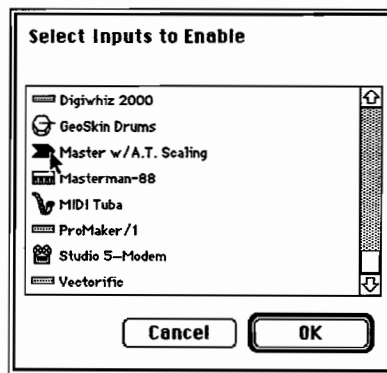 Select Inputs to Enable
Digiwhiz 2000
GeoSkin Drums
Master w/A.T. Scaling
Masterman-88
MIDI Tuba
ProMaker/1
Studio 5–Modem
Vectorific
Cancel
OK